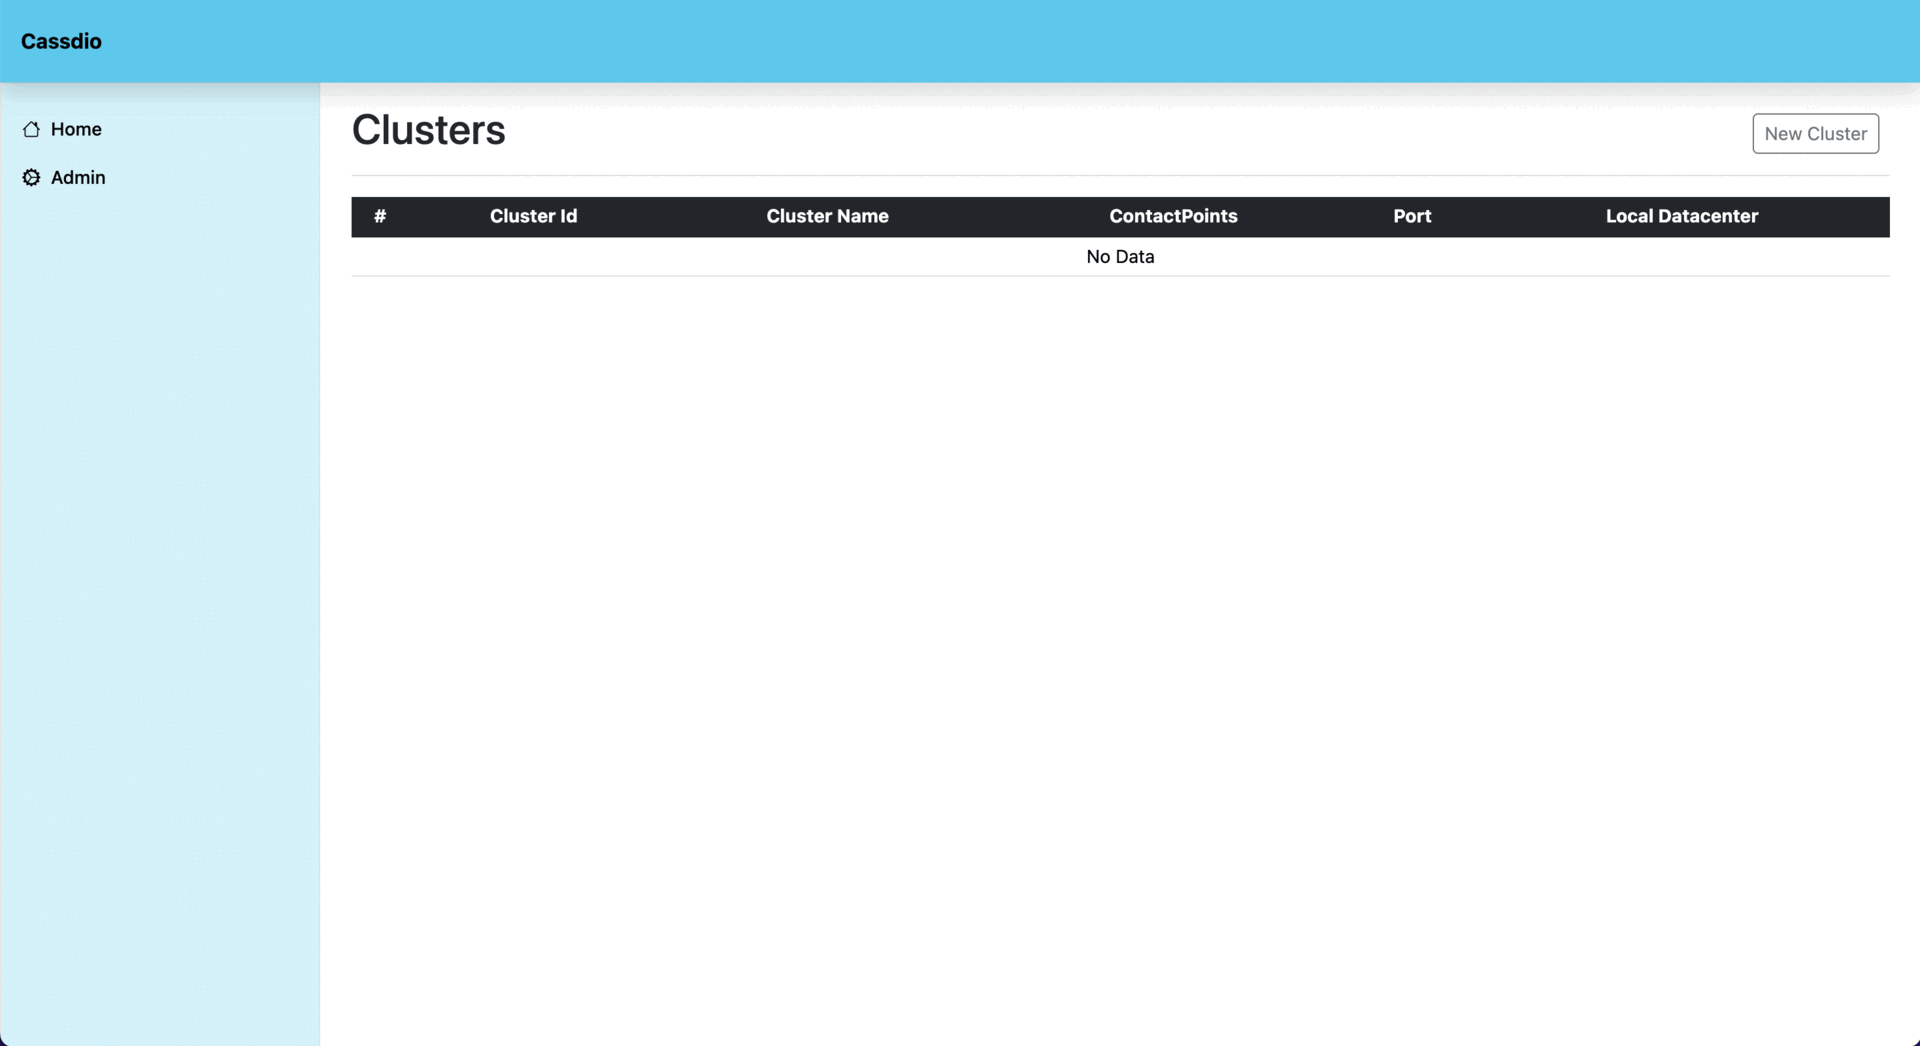 Cassdio
Home
Admin
Clusters
New Cluster
# Cluster Id Cluster Name ContactPoints Port Local Datacenter
No Data